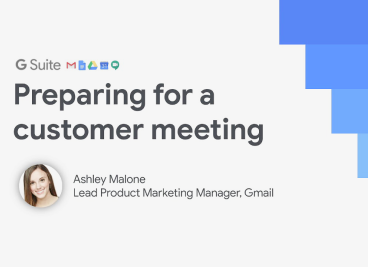 G Suite
Preparing for a
customer meeting
Ashley Malone
Lead Product Marketing Manager, Gmail